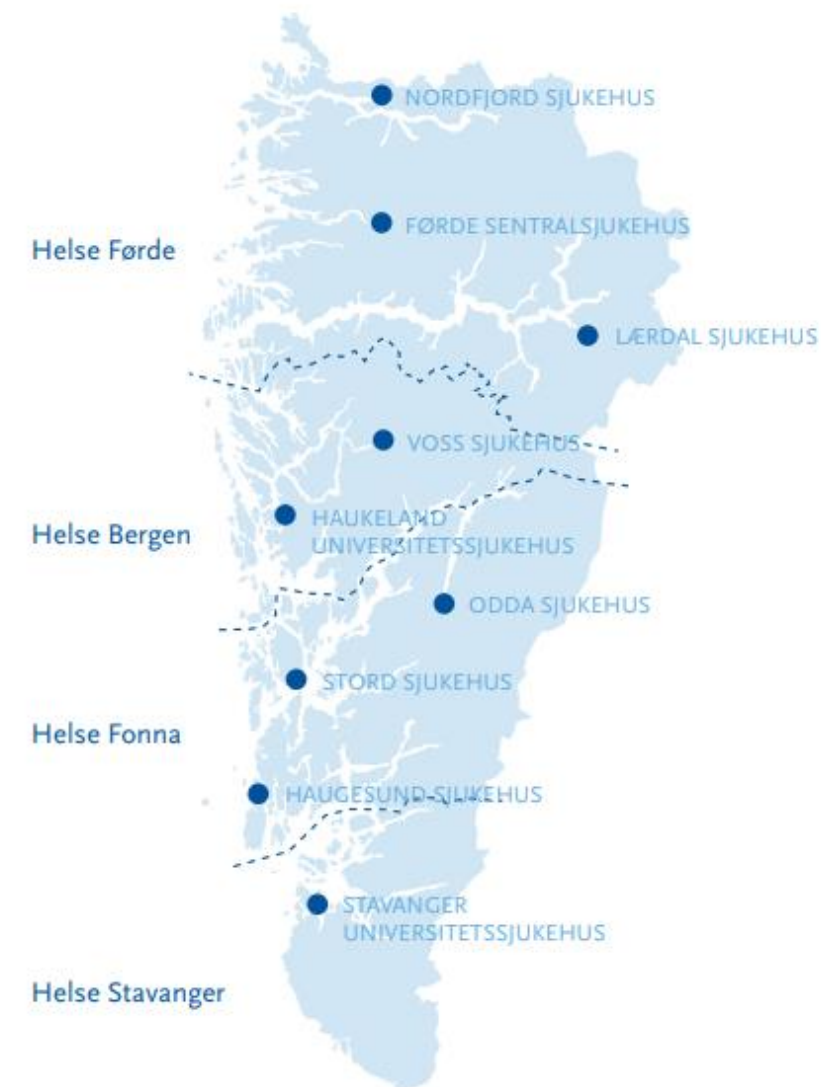 NORDFJORD SJUKEHUS
FØRDE SENTRALSJUKEHUS
Helse Førde
LÆRDAL SJUKEHUS
VOSS SJUKEHUS
HAUKELAND
UNIVERSITETSSJUKEHUS
Helse Bergen
ODDA SJUKEHUS
STORD SJUKEHUS
Helse Fonna
HAUGESUND SJUKEHUS
STAVANGER
UNIVERSITETSSJUKEHUS
Helse Stavanger